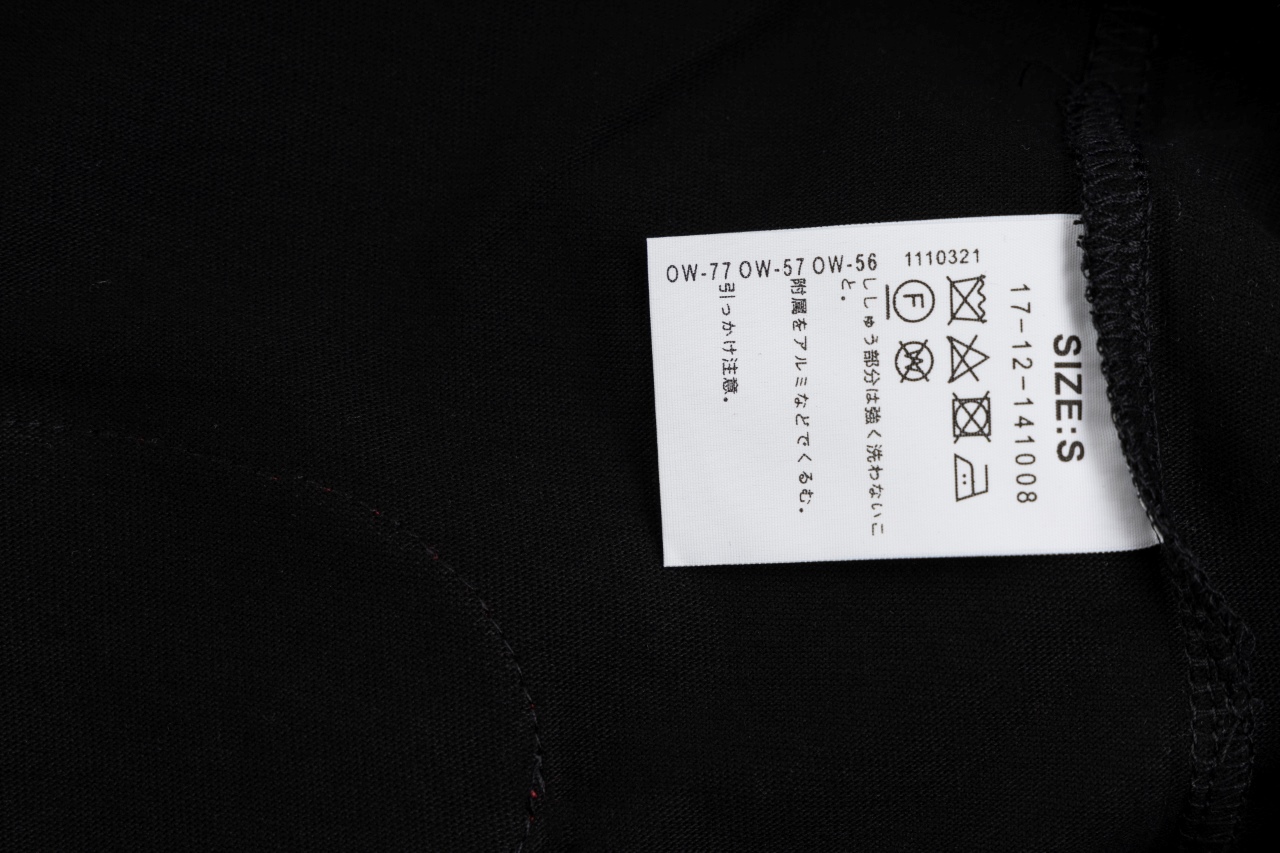 SIZE:S
17-12-141008
1110321
OW-56
ししゅう部分は強く洗わないこ
と。
OW-57
附属をアルミなどでくるむ。
OW-77
引っかけ注意。
F
W